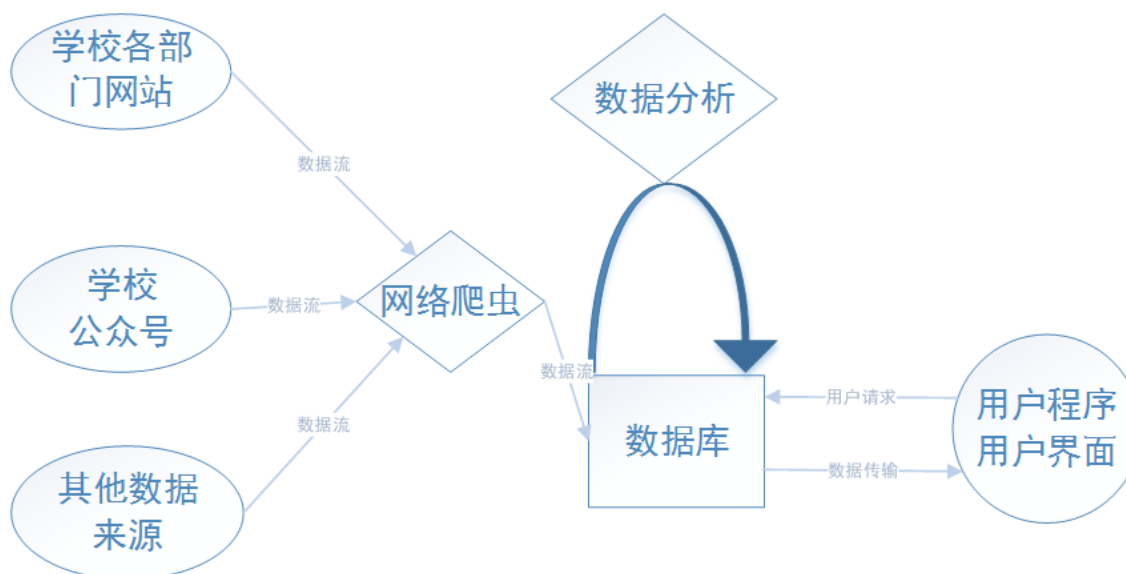 学校各部
门网站
数据分析
数据流
学校
公众号
数据流
网络爬虫
数据流
数据流
其他数据
来源
数据库
用户请求
数据传输
用户程序
用户界面